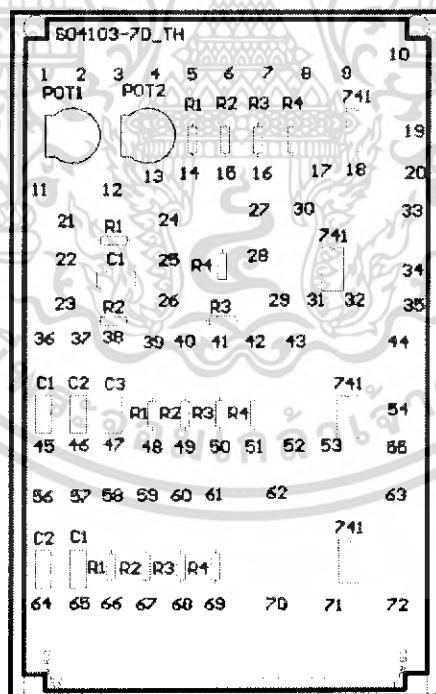 SO4103-7D_TH
10
1 2 3 4 5 6 7 8 9
POT1 POT2 R1 R2 R3 R4 741
19
13 14 15 16 17 18 20
11 12
21 R1 24 27 30 33
741
22 C1 25 R4 28 34
23 R2 26 R3 29 31 32 35
36 37 38 39 40 41 42 43 44
C1 C2 C3 741
R1 R2 R3 R4 54
45 46 47 48 49 50 51 52 53 55
56 57 58 59 60 61 62 63
C2 C1 741
R1 R2 R3 R4
64 65 66 67 68 69 70 71 72